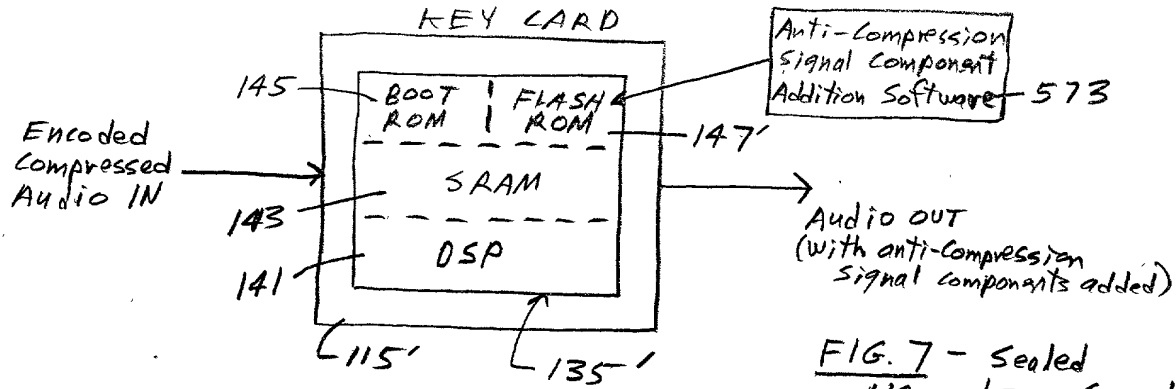 KEY CARD
Anti-Compression
Signal Component
Addition Software
573
145
BOOT
ROM
FLASH
ROM
147'
Encoded
Compressed
Audio IN
SRAM
143
DSP
141
Audio OUT
(with anti-compression
signal components added)
115'
135'
FIG. 7 - Sealed